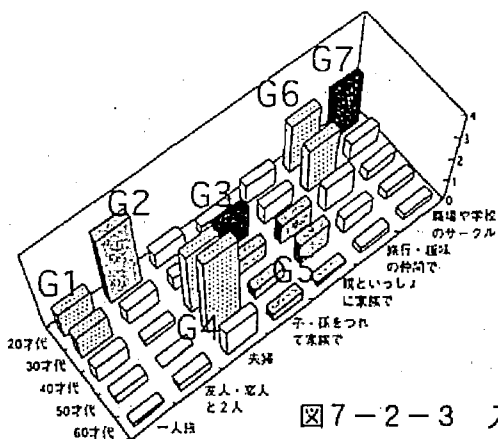 G7
G6
G2
G3
G1
G5
G4
4
3
2
1
0
職場や学校
のサークル
旅行・趣味
の仲間で
親といっしょ
に家族で
子・孫をつれ
て家族で
夫婦
友人・恋人
と2人
一人旅
20才代
30才代
40才代
50才代
60才代
図7-2-3